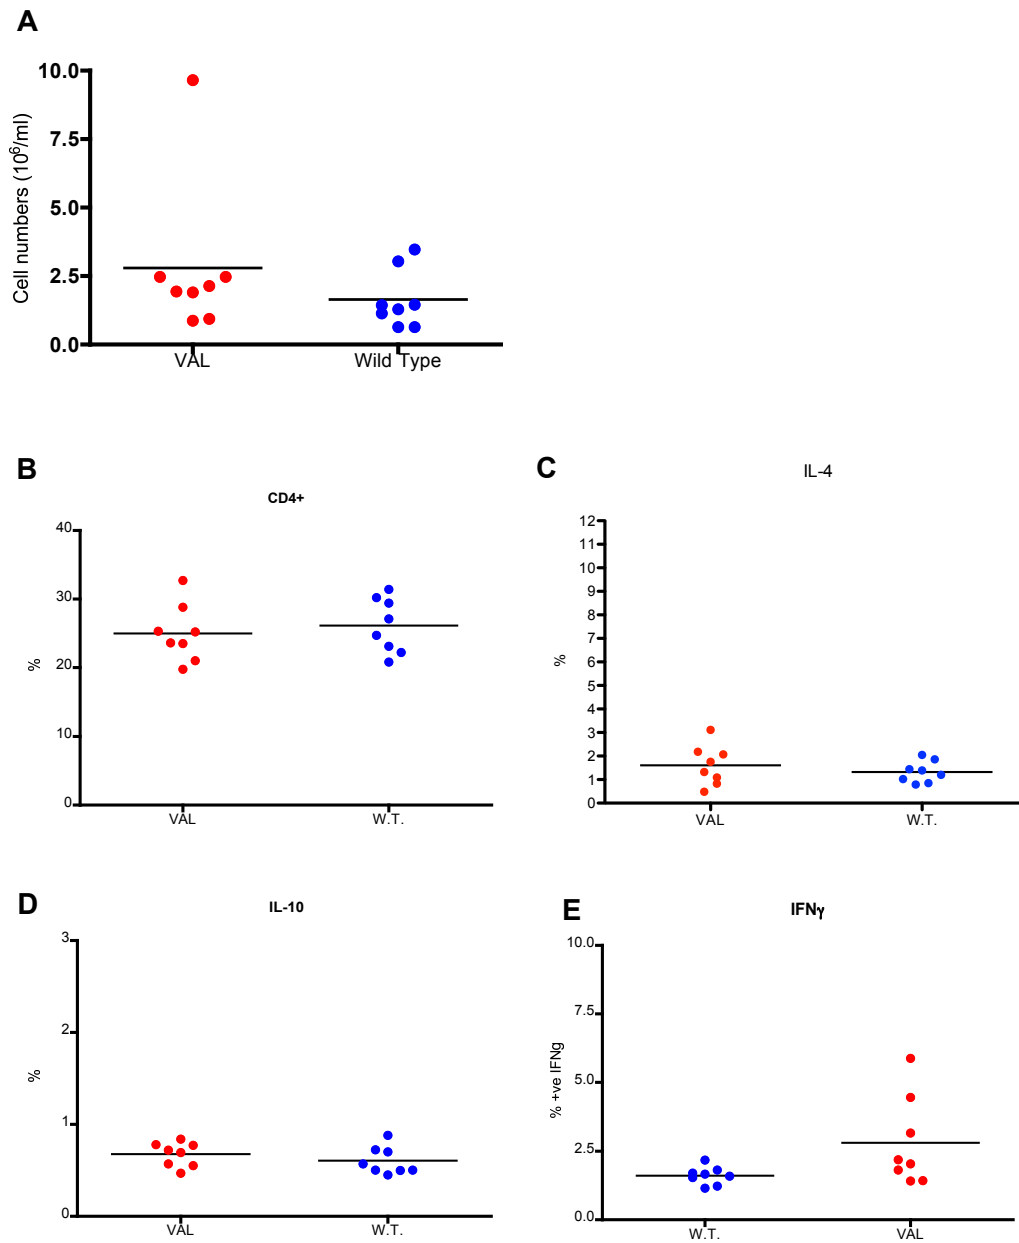 A
Cell numbers (10⁶/ml)
10.0
7.5
5.0
2.5
0.0
VAL
Wild Type
B
CD4+
%
40
30
20
10
0
VAL
W.T.
C
IL-4
%
12
11
10
9
8
7
6
5
4
3
2
1
0
VAL
W.T.
D
IL-10
%
3
2
1
0
VAL
W.T.
E
IFNγ
% +ve IFNg
10.0
7.5
5.0
2.5
0.0
W.T.
VAL